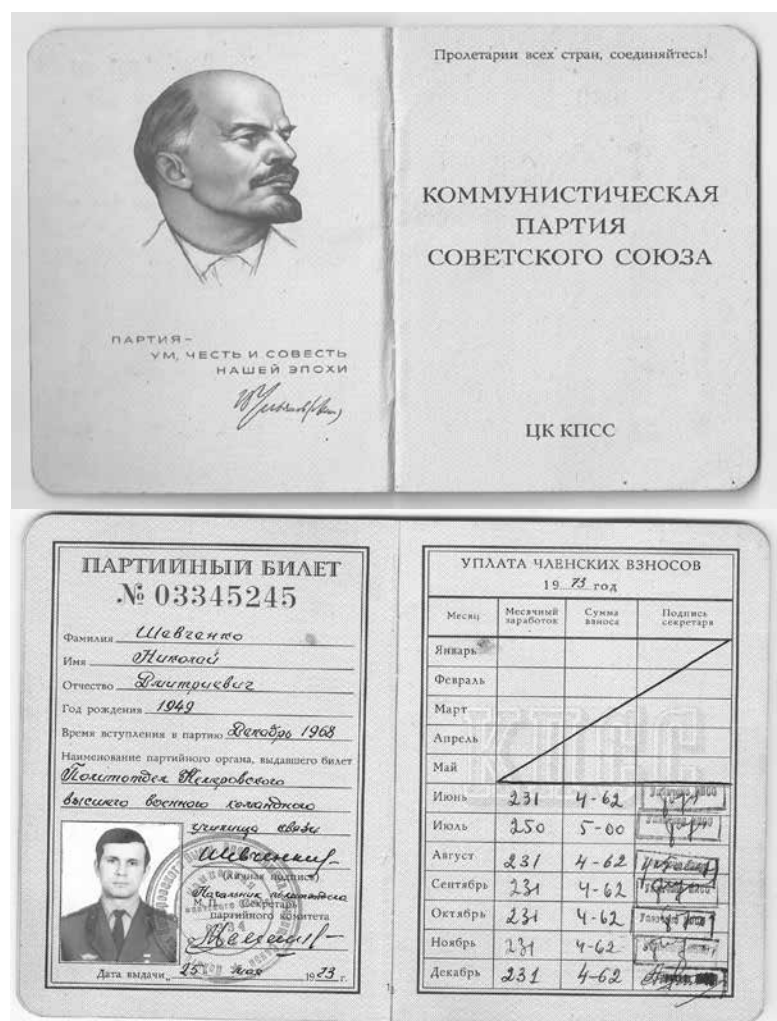 Пролетарии всех стран, соединяйтесь!
КОММУНИСТИЧЕСКАЯ
ПАРТИЯ
СОВЕТСКОГО СОЮЗА
ЦК КПСС
ПАРТИЯ–
УМ, ЧЕСТЬ И СОВЕСТЬ
НАШЕЙ ЭПОХИ
ПАРТИЙНЫЙ БИЛЕТ
№ 03345245
Фамилия Шевченко
Имя Николай
Отчество Дмитриевич
Год рождения 1949
Время вступления в партию Декабрь 1968
Наименование партийного органа, выдавшего билет
Политотдел Кемеровского
высшего военного командного
училища связи
(Личная подпись)
Начальник политотдела
М. П. (Секретарь
партийного комитета
Дата выдачи 25 мая 1973 г.
УПЛАТА ЧЛЕНСКИХ ВЗНОСОВ
19 73 год
Месяц Месячный заработок Сумма взноса Подпись секретаря
Январь
Февраль
Март
Апрель
Май
Июнь 231 4-62
Июль 250 5-00
Август 231 4-62
Сентябрь 231 4-62
Октябрь 231 4-62
Ноябрь 231 4-62
Декабрь 231 4-62